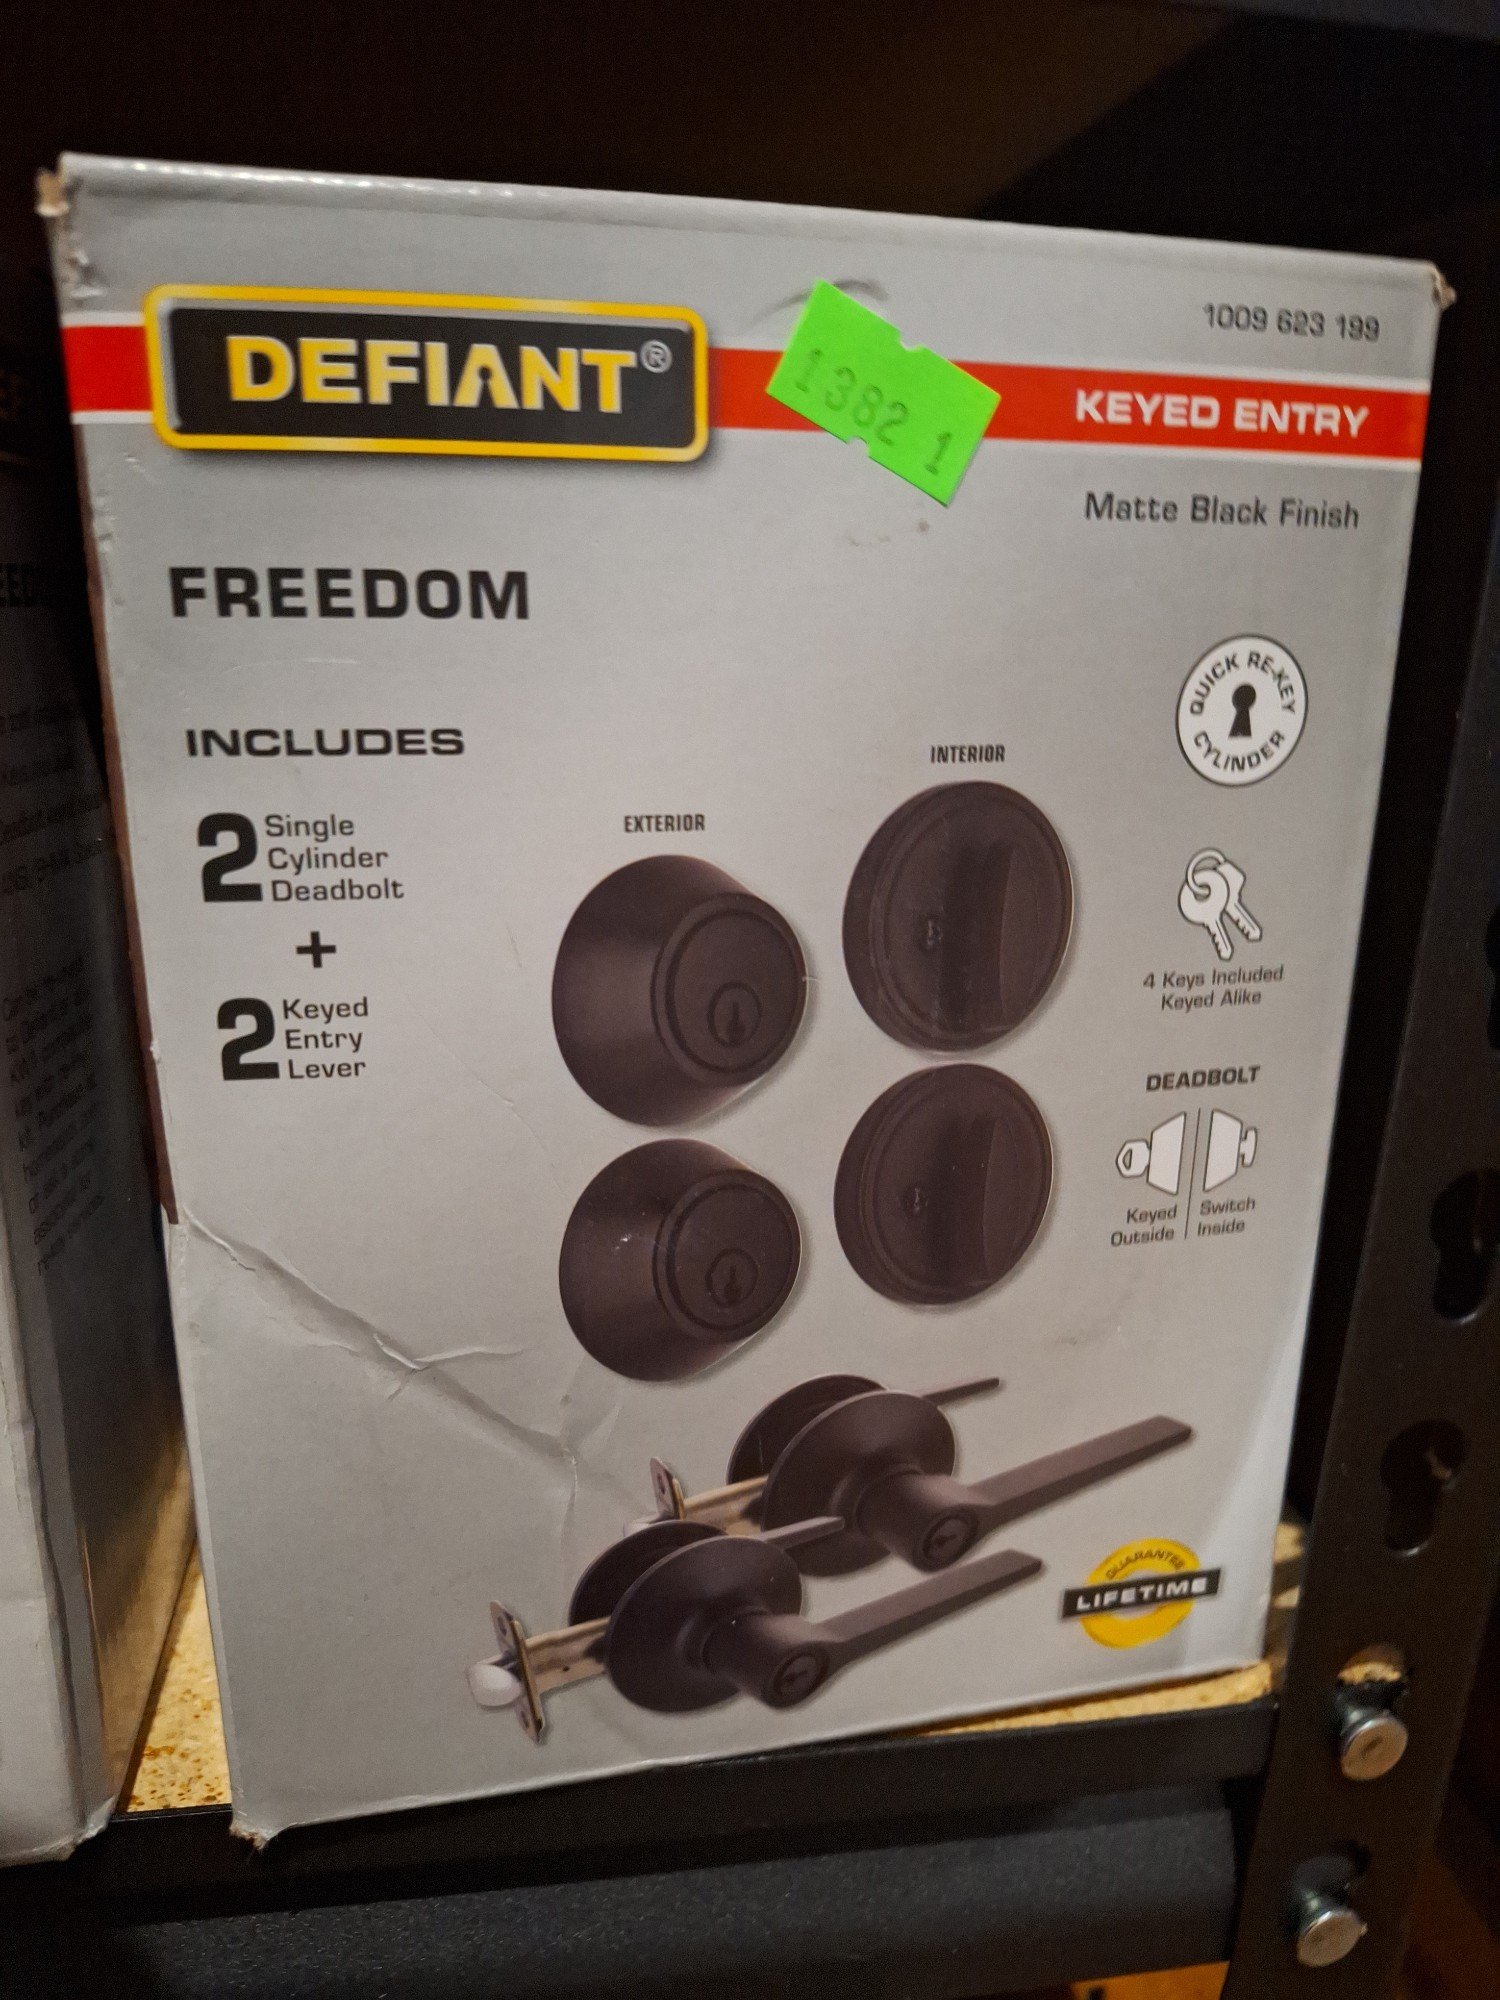 DEFIANT®
1382 1
1009 623 199
KEYED ENTRY
Matte Black Finish
FREEDOM
QUICK RE-KEY
CYLINDER
INCLUDES
2 Single
Cylinder
Deadbolt
+
2 Keyed
Entry
Lever
EXTERIOR
INTERIOR
4 Keys Included
Keyed Alike
DEADBOLT
Keyed
Outside
Switch
Inside
GUARANTEE
LIFETIME